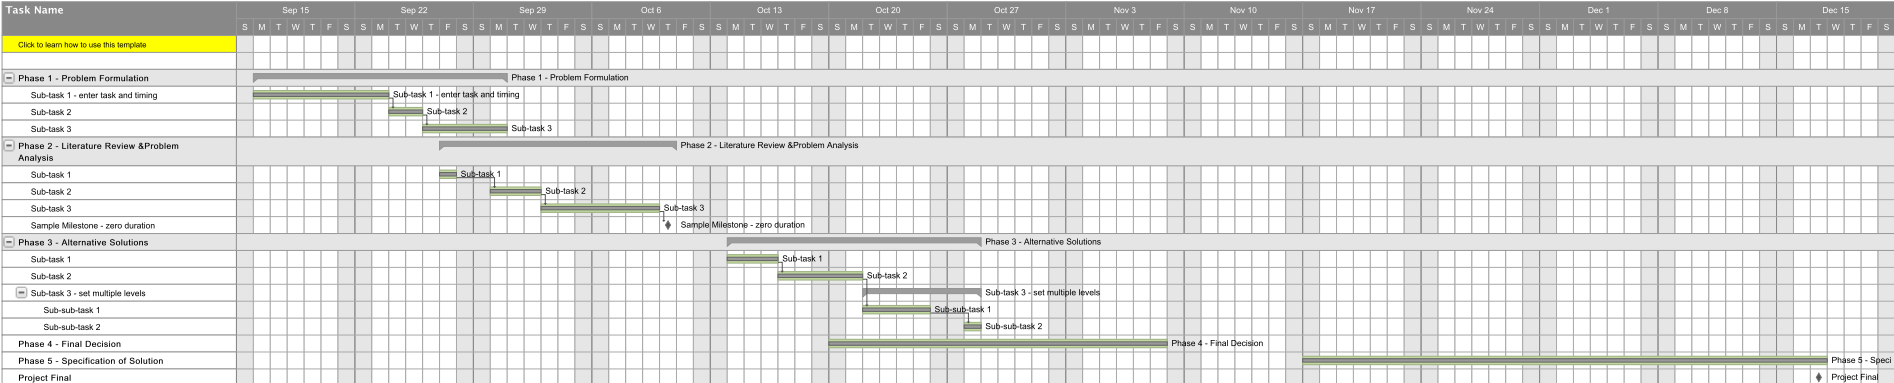 Task Name
Sep 15 Sep 22 Sep 29 Oct 6 Oct 13 Oct 20 Oct 27 Nov 3 Nov 10 Nov 17 Nov 24 Dec 1 Dec 8 Dec 15
S M T W T F S S M T W T F S S M T W T F S S M T W T F S S M T W T F S S M T W T F S S M T W T F S S M T W T F S S M T W T F S S M T W T F S S M T W T F S S M T W T F S S M T W T F S S M T W T F S
Click to learn how to use this template
Phase 1 - Problem Formulation Phase 1 - Problem Formulation
Sub-task 1 - enter task and timing Sub-task 1 - enter task and timing
Sub-task 2 Sub-task 2
Sub-task 3 Sub-task 3
Phase 2 - Literature Review &Problem Phase 2 - Literature Review &Problem Analysis
Analysis
Sub-task 1 Sub-task 1
Sub-task 2 Sub-task 2
Sub-task 3 Sub-task 3
Sample Milestone - zero duration Sample Milestone - zero duration
Phase 3 - Alternative Solutions Phase 3 - Alternative Solutions
Sub-task 1 Sub-task 1
Sub-task 2 Sub-task 2
Sub-task 3 - set multiple levels Sub-task 3 - set multiple levels
Sub-sub-task 1 Sub-sub-task 1
Sub-sub-task 2 Sub-sub-task 2
Phase 4 - Final Decision Phase 4 - Final Decision
Phase 5 - Specification of Solution Phase 5 - Speci
Project Final Project Final